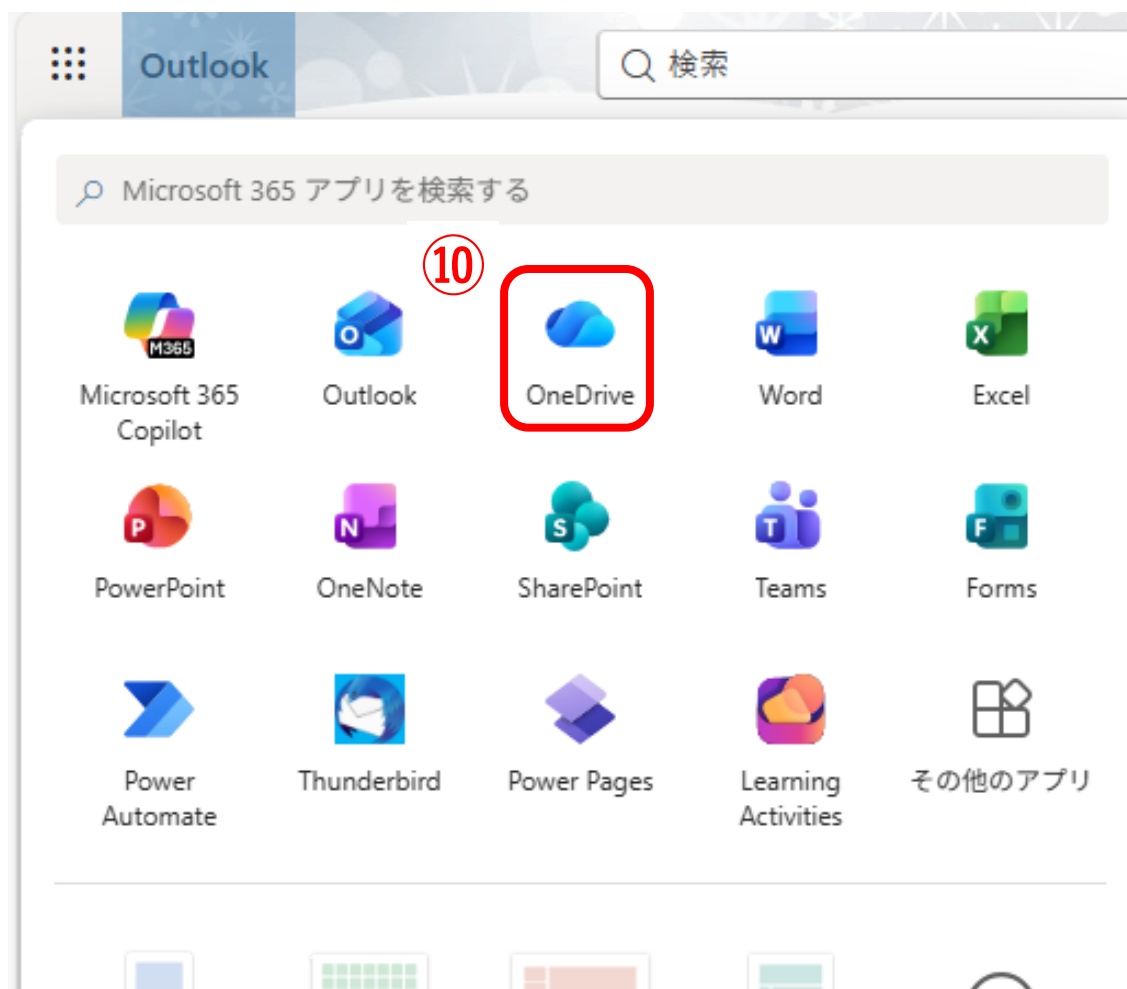 Outlook
検索
Microsoft 365 アプリを検索する
⑩
M365
O
W
X
Microsoft 365
Copilot
Outlook
OneDrive
Word
Excel
P
N
S
T
F
PowerPoint
OneNote
SharePoint
Teams
Forms
Power
Automate
Thunderbird
Power Pages
Learning
Activities
その他のアプリ